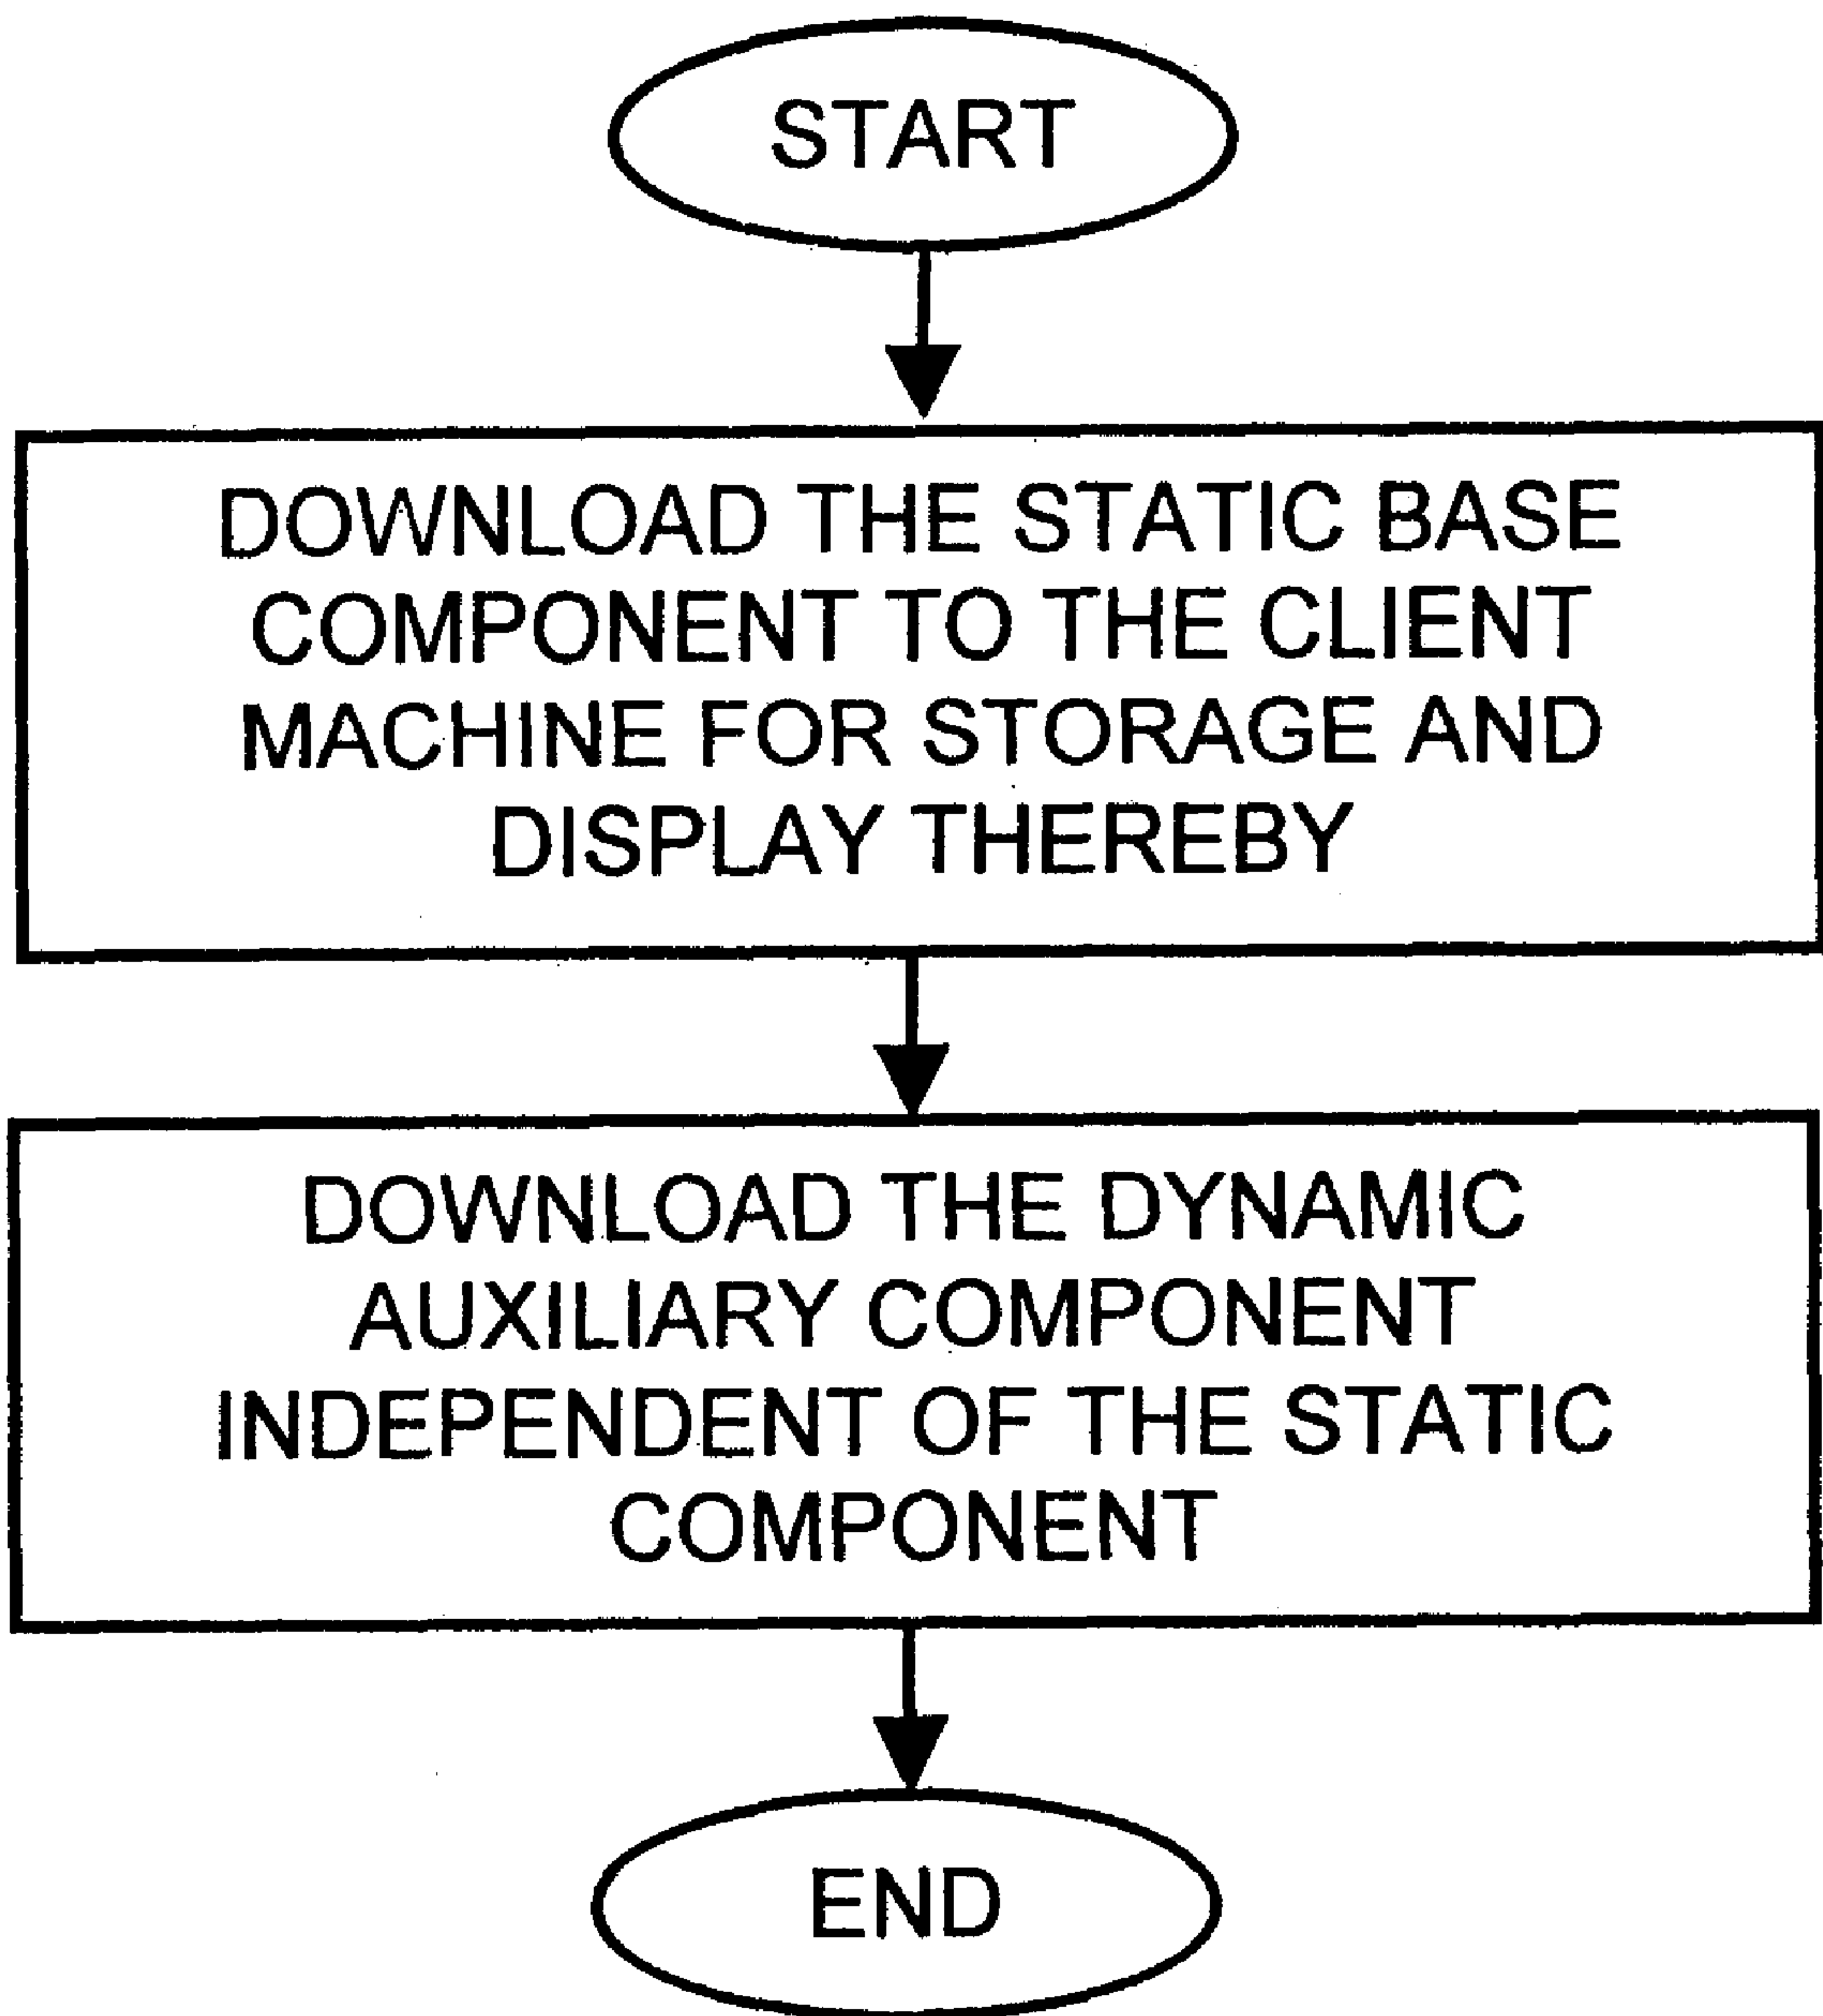 START
DOWNLOAD THE STATIC BASE
COMPONENT TO THE CLIENT
MACHINE FOR STORAGE AND
DISPLAY THEREBY
DOWNLOAD THE DYNAMIC
AUXILIARY COMPONENT
INDEPENDENT OF THE STATIC
COMPONENT
END